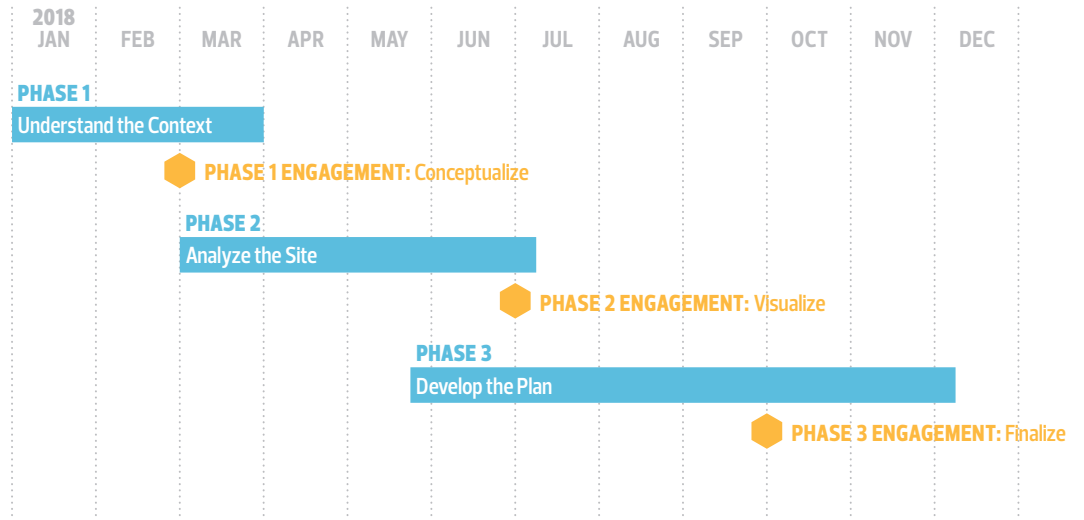 2018
JAN FEB MAR APR MAY JUN JUL AUG SEP OCT NOV DEC
PHASE 1
Understand the Context
PHASE 1 ENGAGEMENT: Conceptualize
PHASE 2
Analyze the Site
PHASE 2 ENGAGEMENT: Visualize
PHASE 3
Develop the Plan
PHASE 3 ENGAGEMENT: Finalize